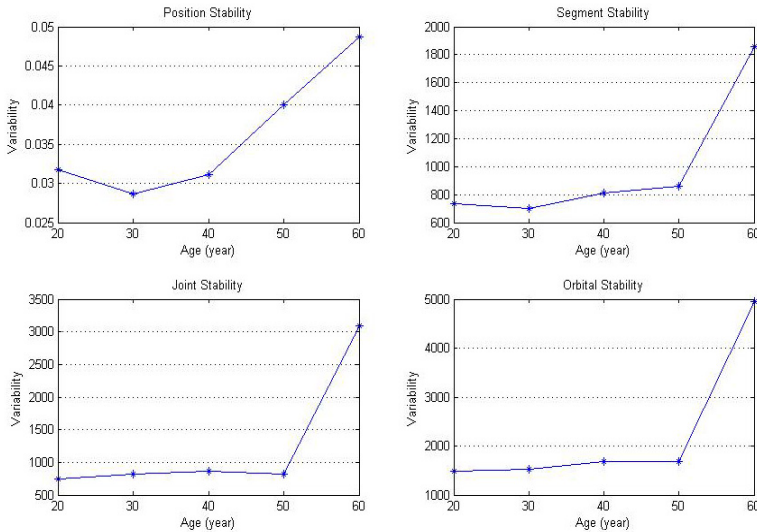 Position Stability
0.05
0.045
0.04
0.035
0.03
0.025
Variability
20 30 40 50 60
Age (year)
Segment Stability
2000
1800
1600
1400
1200
1000
800
600
Variability
20 30 40 50 60
Age (year)
Joint Stability
3500
3000
2500
2000
1500
1000
500
Variability
20 30 40 50 60
Age (year)
Orbital Stability
5000
4000
3000
2000
1000
Variability
20 30 40 50 60
Age (year)